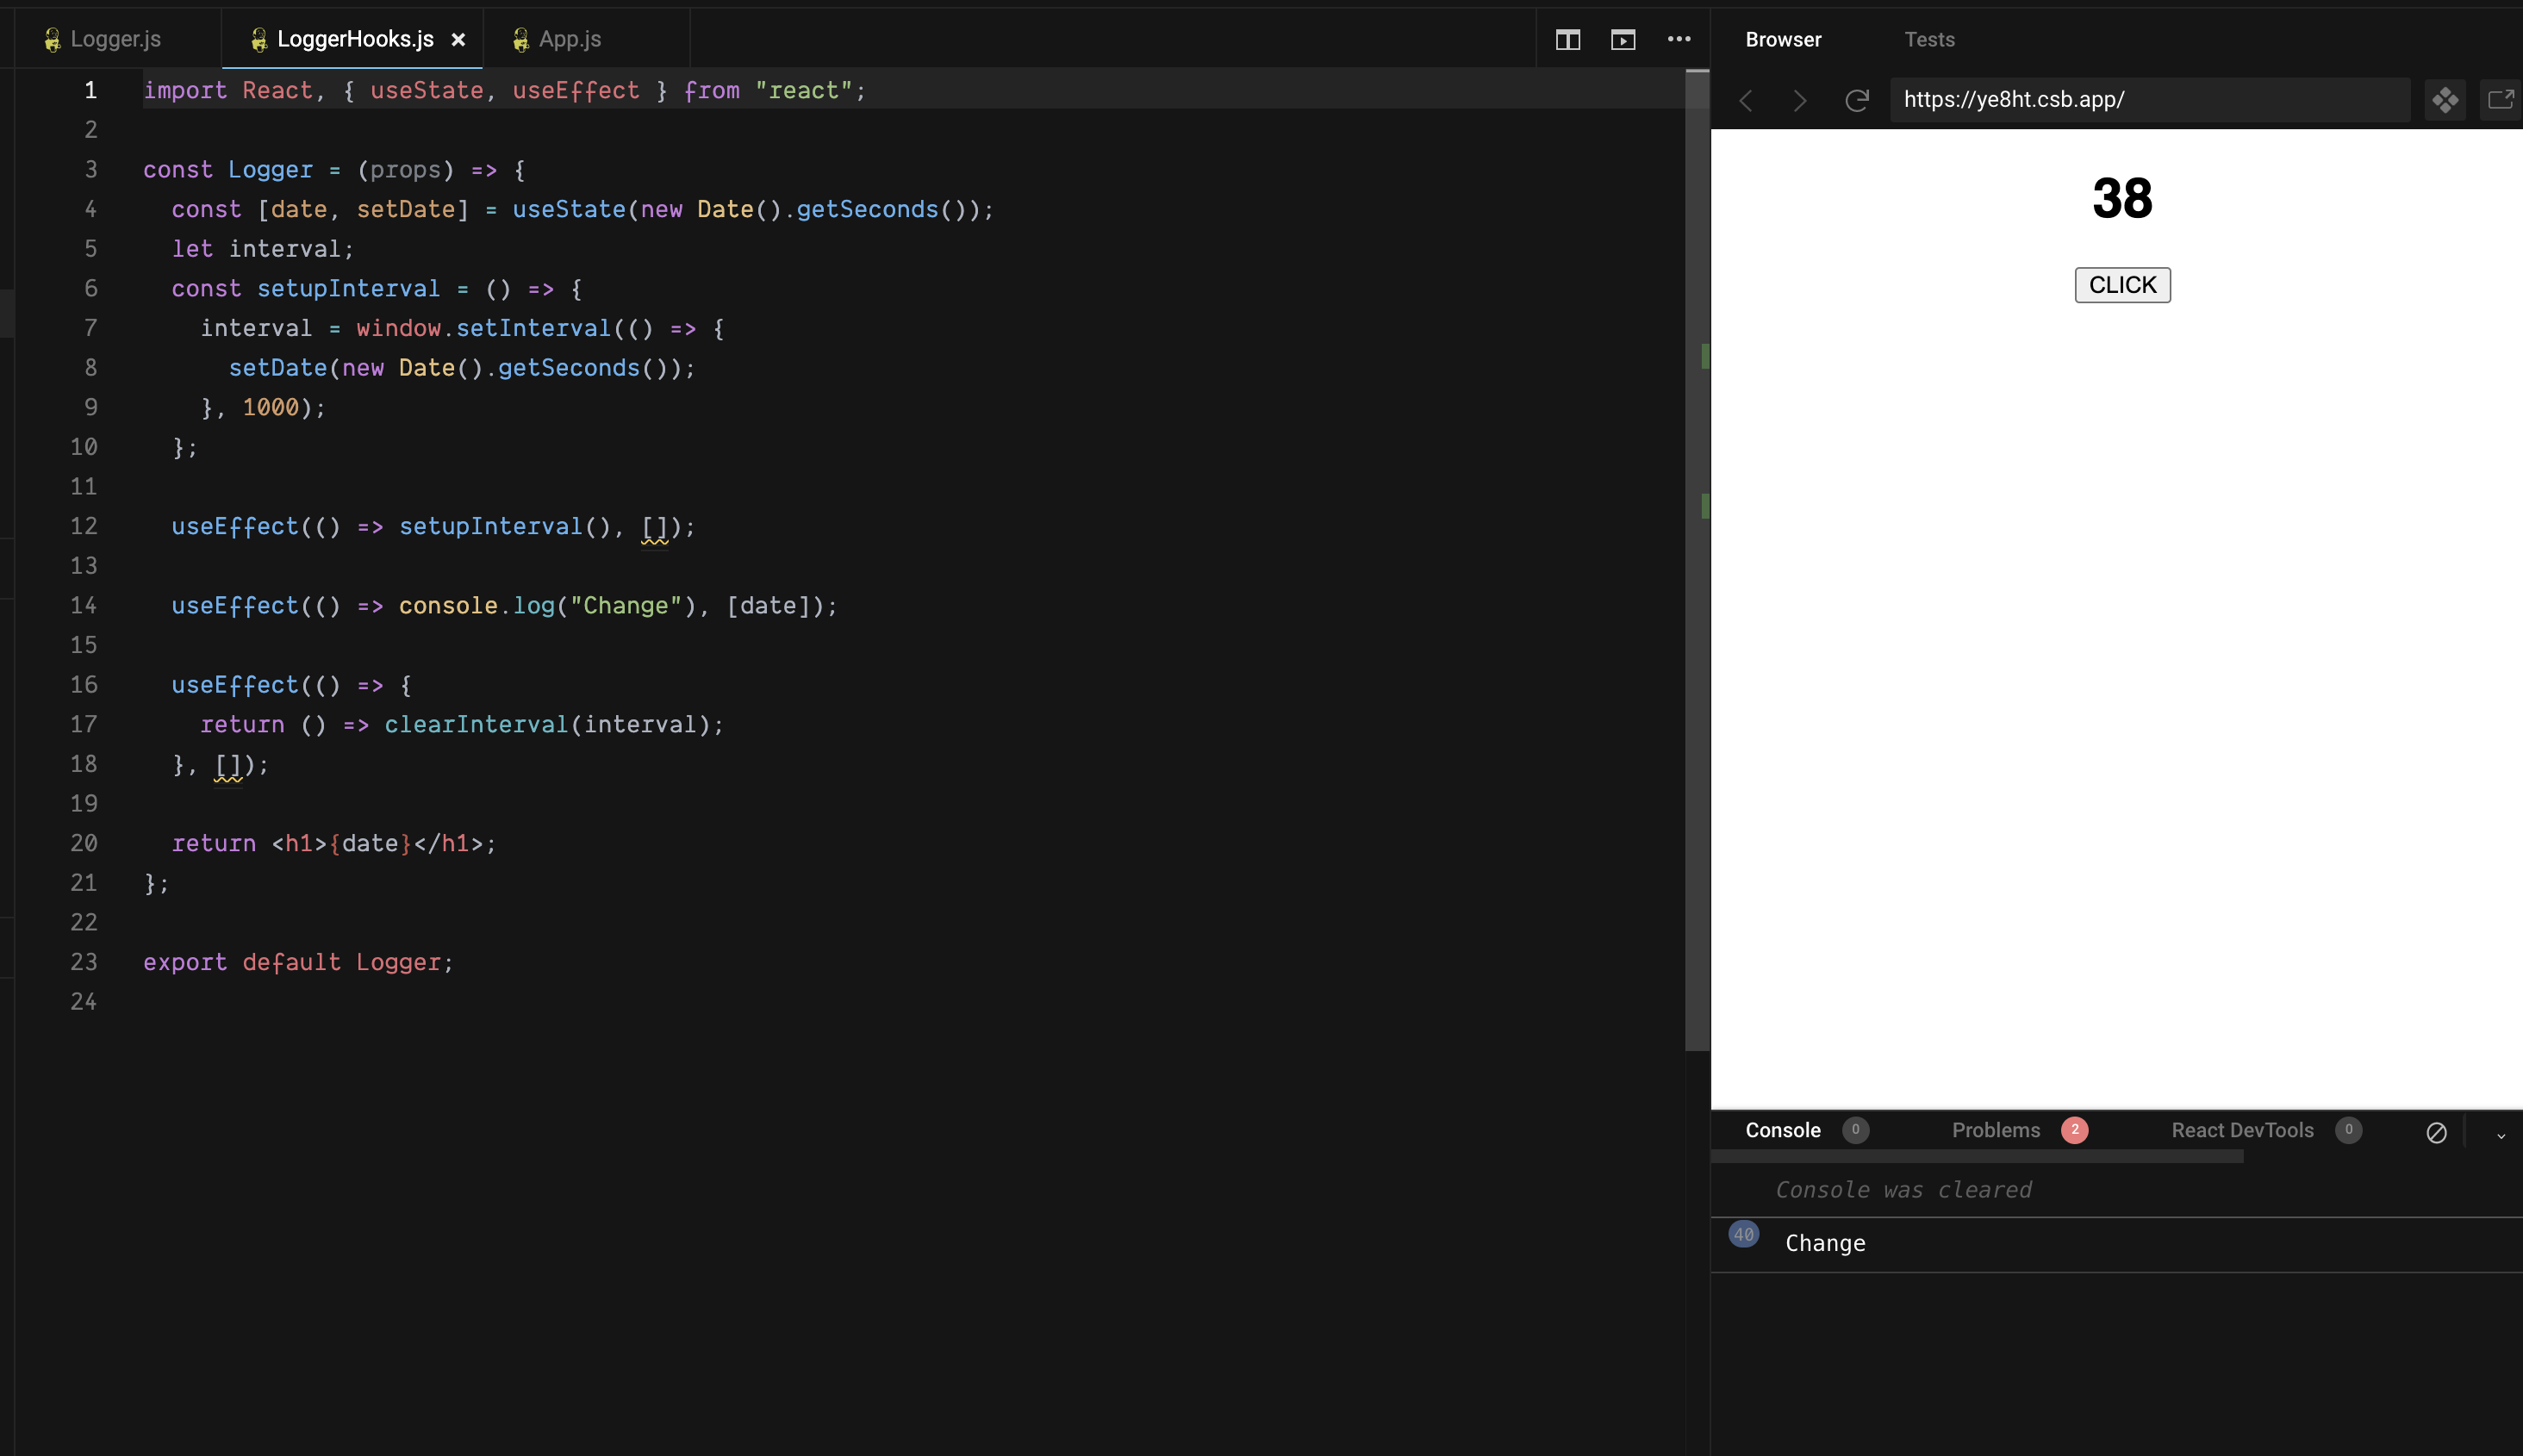 Logger.js LoggerHooks.js × App.js
1 import React, { useState, useEffect } from "react";
2
3 const Logger = (props) => {
4   const [date, setDate] = useState(new Date().getSeconds());
5   let interval;
6   const setupInterval = () => {
7     interval = window.setInterval(() => {
8       setDate(new Date().getSeconds());
9     }, 1000);
10   };
11
12   useEffect(() => setupInterval(), []);
13
14   useEffect(() => console.log("Change"), [date]);
15
16   useEffect(() => {
17     return () => clearInterval(interval);
18   }, []);
19
20   return <h1>{date}</h1>;
21 };
22
23 export default Logger;
24
Browser Tests
https://ye8ht.csb.app/
38
CLICK
Console 0 Problems 2 React DevTools 0
Console was cleared
40 Change